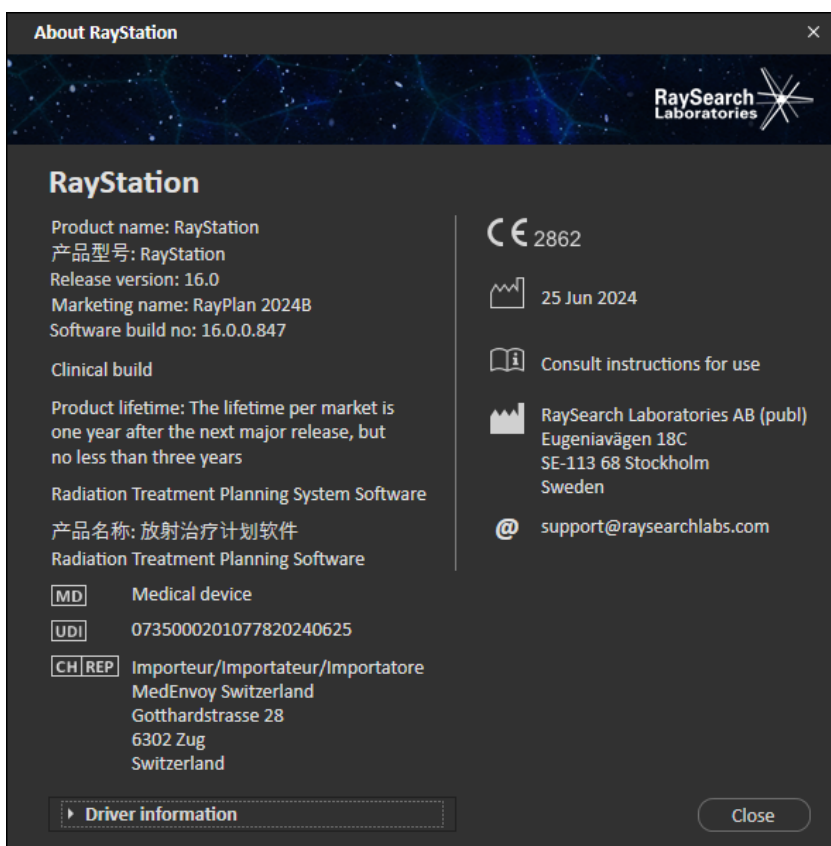 About RayStation
RaySearch
Laboratories
RayStation
Product name: RayStation
产品型号: RayStation
Release version: 16.0
Marketing name: RayPlan 2024B
Software build no: 16.0.0.847
Clinical build
Product lifetime: The lifetime per market is
one year after the next major release, but
no less than three years
Radiation Treatment Planning System Software
产品名称: 放射治疗计划软件
Radiation Treatment Planning Software
MD Medical device
UDI 0735000201077820240625
CH REP Importeur/Importateur/Importatore
MedEnvoy Switzerland
Gotthardstrasse 28
6302 Zug
Switzerland
CE 2862
25 Jun 2024
Consult instructions for use
RaySearch Laboratories AB (publ)
Eugeniavägen 18C
SE-113 68 Stockholm
Sweden
@ support@raysearchlabs.com
Driver information
Close